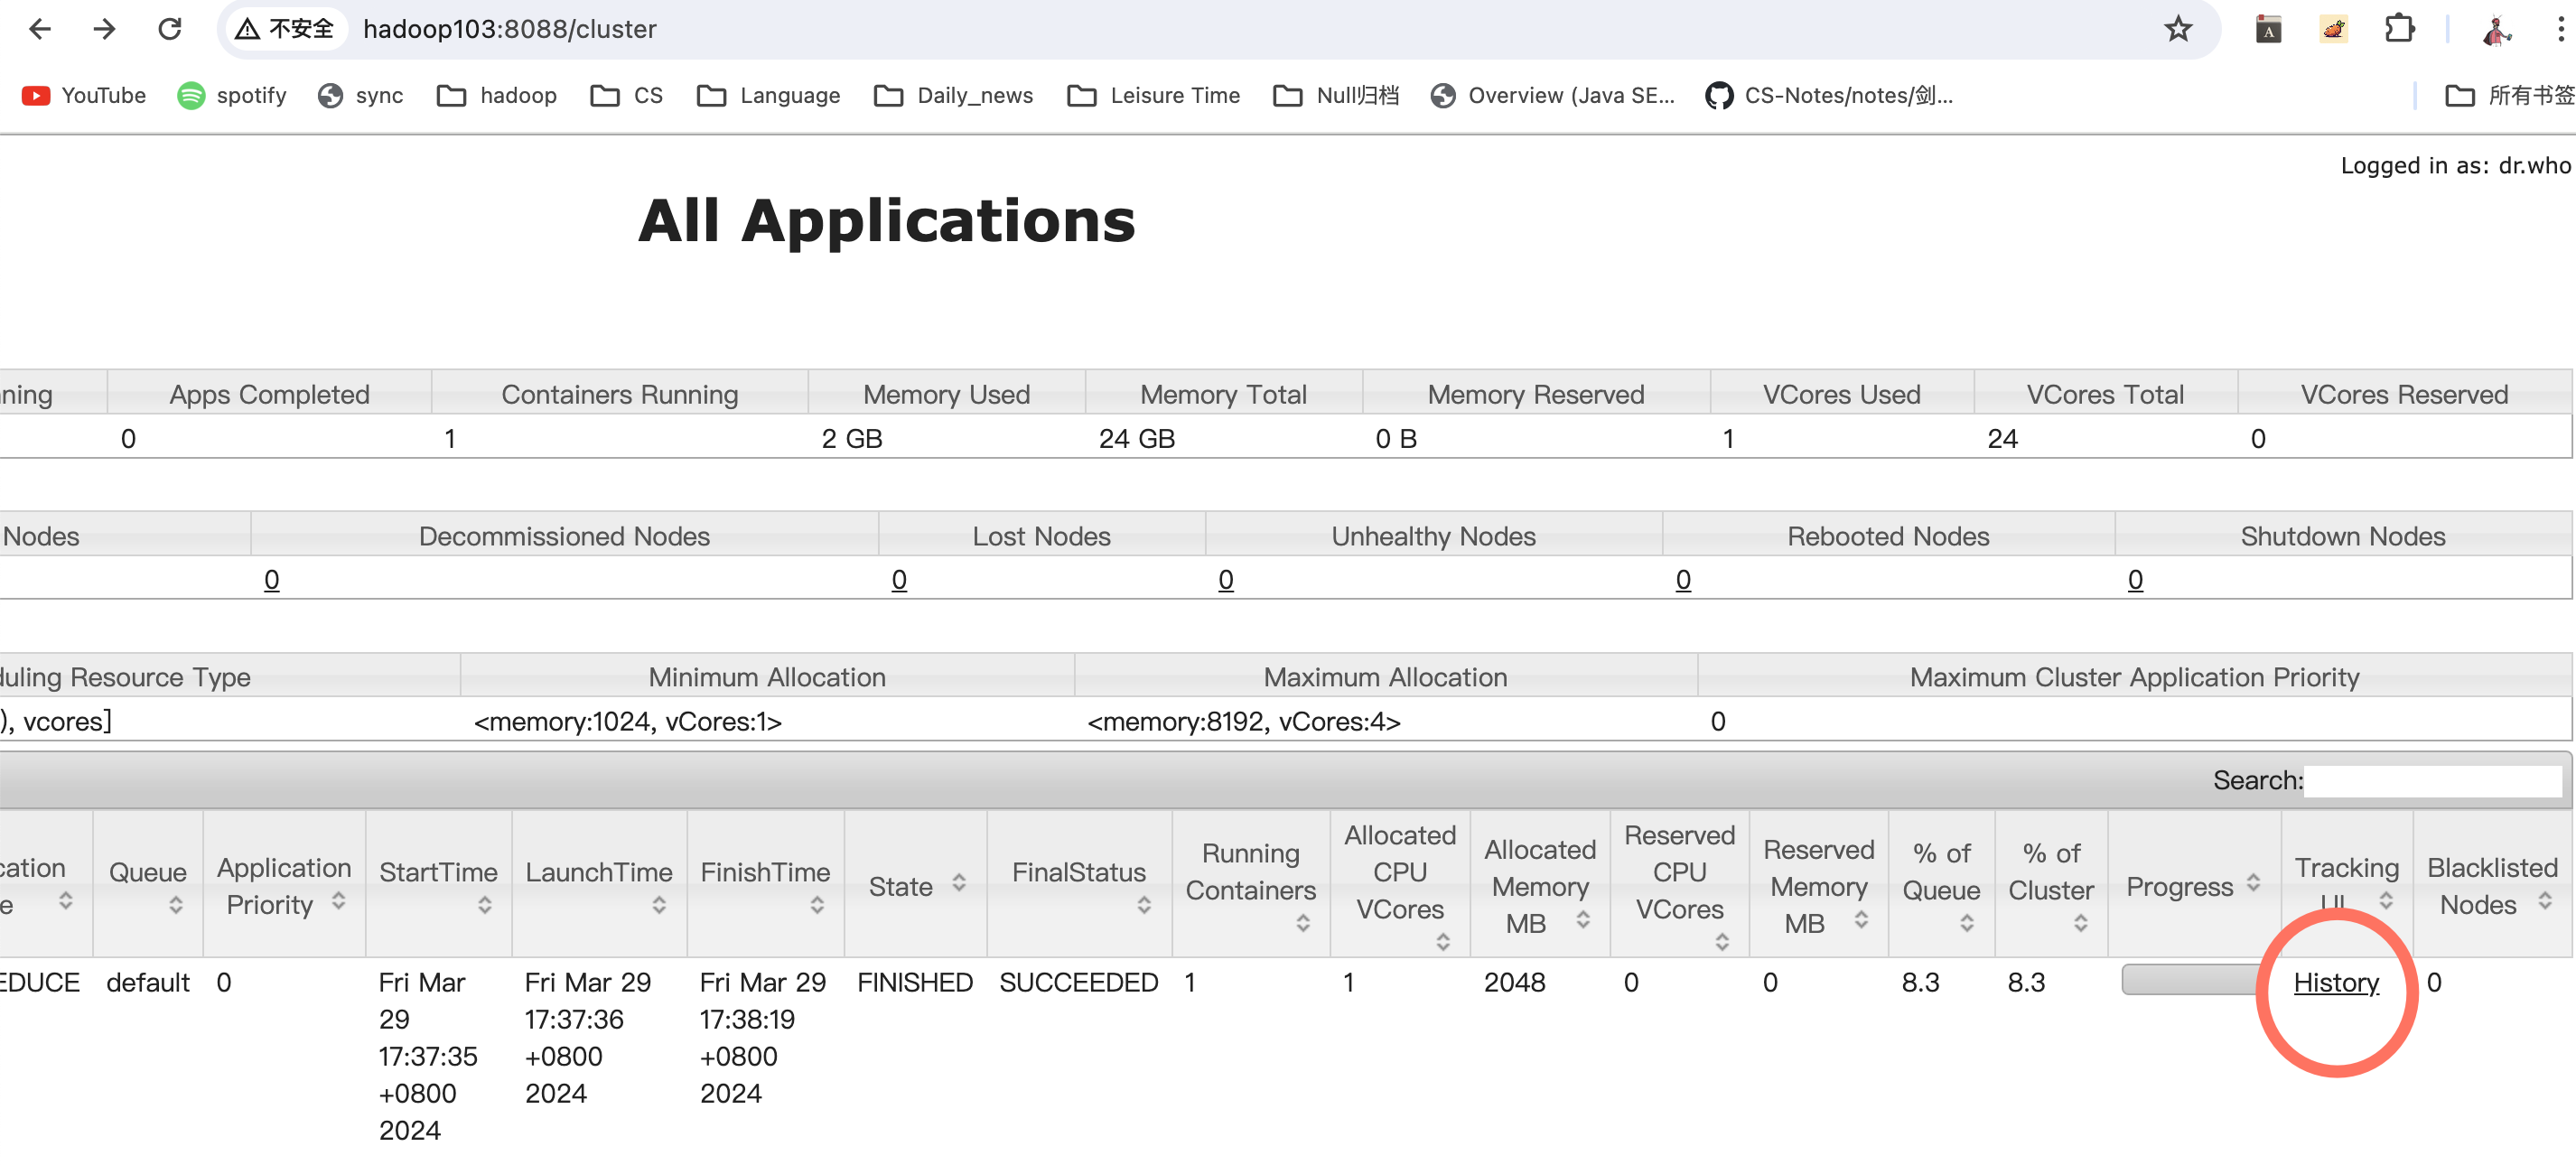 不安全 hadoop103:8088/cluster
YouTube spotify sync hadoop CS Language Daily_news Leisure Time Null归档 Overview (Java SE... CS-Notes/notes/剑... 所有书签
Logged in as: dr.who
All Applications
ning Apps Completed Containers Running Memory Used Memory Total Memory Reserved VCores Used VCores Total VCores Reserved
0 1 2 GB 24 GB 0 B 1 24 0
Nodes Decommissioned Nodes Lost Nodes Unhealthy Nodes Rebooted Nodes Shutdown Nodes
0 0 0 0 0
duling Resource Type Minimum Allocation Maximum Allocation Maximum Cluster Application Priority
), vcores] <memory:1024, vCores:1> <memory:8192, vCores:4> 0
Search:
Allocated Reserved
Running Allocated CPU Reserved CPU
cation Queue Application StartTime LaunchTime FinishTime State FinalStatus Running Containers Allocated CPU VCores Allocated Memory MB Reserved CPU VCores Reserved Memory MB % of Queue % of Cluster Progress Tracking Blacklisted
e Priority Nodes
EDUCE default 0 Fri Mar Fri Mar 29 Fri Mar 29 FINISHED SUCCEEDED 1 1 2048 0 0 8.3 8.3 History 0
29 17:37:36 17:38:19
17:37:35 +0800 +0800
+0800 2024 2024
2024